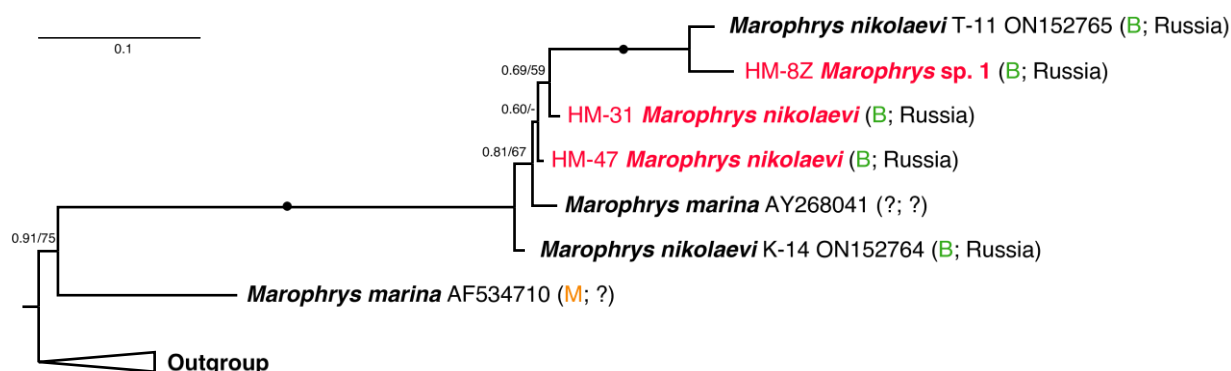 Marophrys nikolaevi T-11 ON152765 (B; Russia)
0.1
HM-8Z Marophrys sp. 1 (B; Russia)
0.69/59
0.60/-
HM-31 Marophrys nikolaevi (B; Russia)
0.81/67
HM-47 Marophrys nikolaevi (B; Russia)
Marophrys marina AY268041 (?; ?)
0.91/75
Marophrys nikolaevi K-14 ON152764 (B; Russia)
Marophrys marina AF534710 (M; ?)
Outgroup